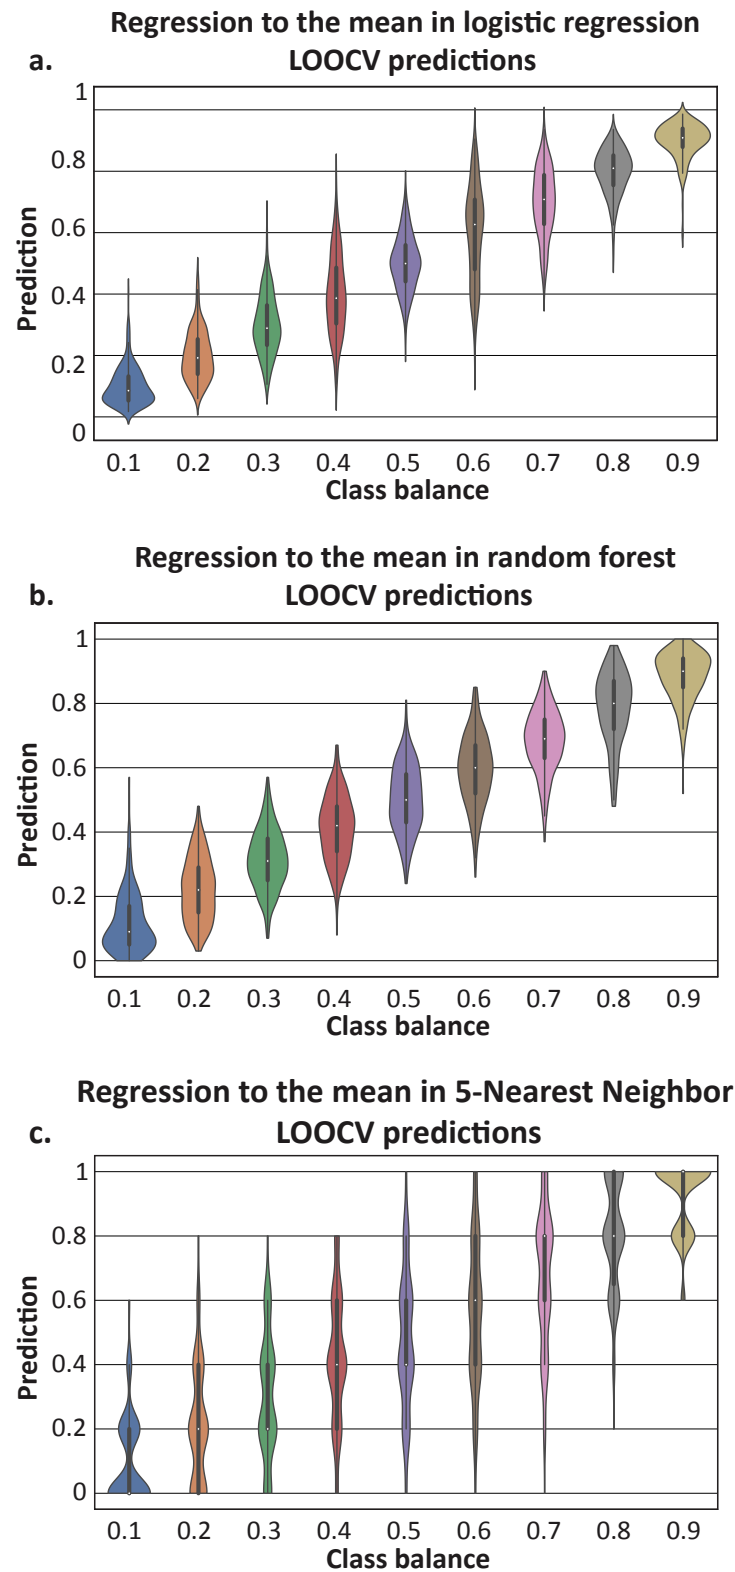 Regression to the mean in logistic regression
a. LOOCV predictions
1
0.8
0.6
0.4
0.2
0
Prediction
0.1 0.2 0.3 0.4 0.5 0.6 0.7 0.8 0.9
Class balance
Regression to the mean in random forest
b. LOOCV predictions
1
0.8
0.6
0.4
0.2
0
Prediction
0.1 0.2 0.3 0.4 0.5 0.6 0.7 0.8 0.9
Class balance
Regression to the mean in 5-Nearest Neighbor
c. LOOCV predictions
1
0.8
0.6
0.4
0.2
0
Prediction
0.1 0.2 0.3 0.4 0.5 0.6 0.7 0.8 0.9
Class balance